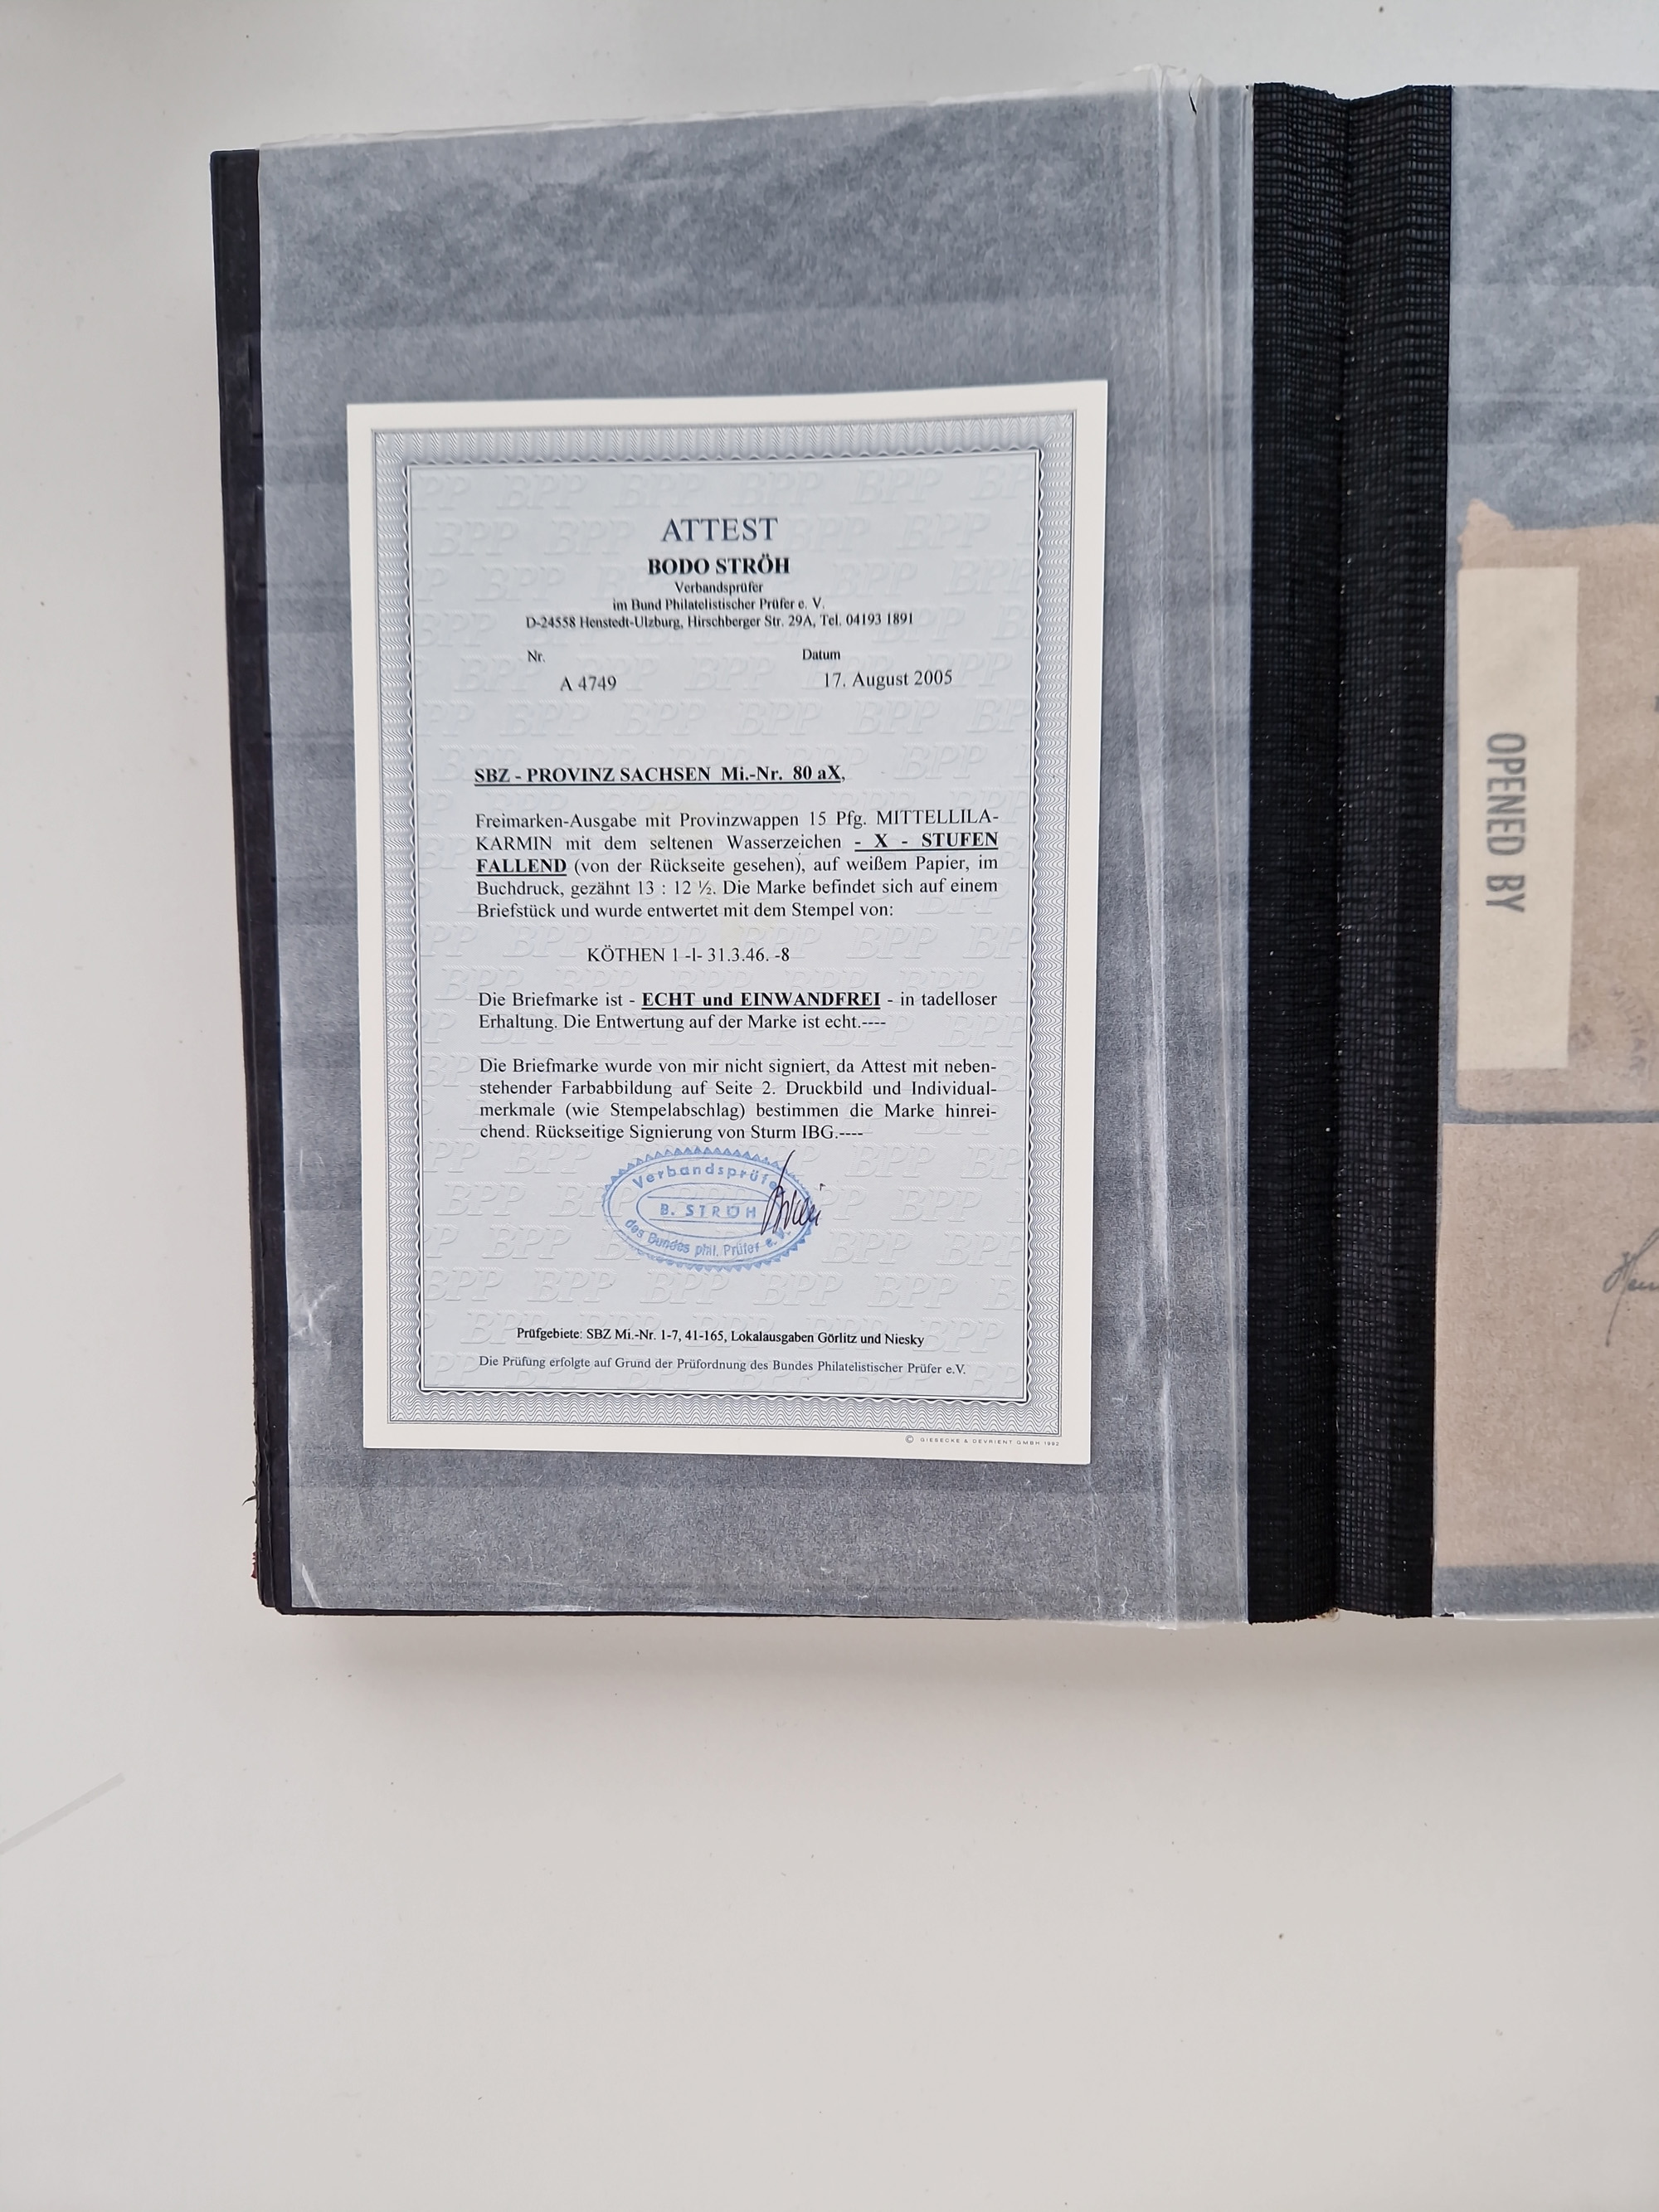 ATTEST
BODO STRÖH
Verbandsprüfer
im Bund Philatelistischer Prüfer e. V.
D-24558 Henstedt-Ulzburg, Hirschberger Str. 29A, Tel. 04193 1891
Nr. Datum
A 4749 17. August 2005
SBZ - PROVINZ SACHSEN Mi.-Nr. 80 aX,
Freimarken-Ausgabe mit Provinzwappen 15 Pfg. MITTELLILA-
KARMIN mit dem seltenen Wasserzeichen - X - STUFEN
FALLEND (von der Rückseite gesehen), auf weißem Papier, im
Buchdruck, gezähnt 13 : 12 ½. Die Marke befindet sich auf einem
Briefstück und wurde entwertet mit dem Stempel von:
KÖTHEN 1 -l- 31.3.46. -8
Die Briefmarke ist - ECHT und EINWANDFREI - in tadelloser
Erhaltung. Die Entwertung auf der Marke ist echt.----
Die Briefmarke wurde von mir nicht signiert, da Attest mit neben-
stehender Farbabbildung auf Seite 2. Druckbild und Individual-
merkmale (wie Stempelabschlag) bestimmen die Marke hinrei-
chend. Rückseitige Signierung von Sturm IBG.----
Verbandsprüfer
B. STRÖH
des Bundes phil. Prüfer e. V.
Prüfgebiete: SBZ Mi.-Nr. 1-7, 41-165, Lokalausgaben Görlitz und Niesky
Die Prüfung erfolgte auf Grund der Prüfordnung des Bundes Philatelistischer Prüfer e.V.
© GIESECKE & DEVRIENT GMBH 1992
OPENED BY